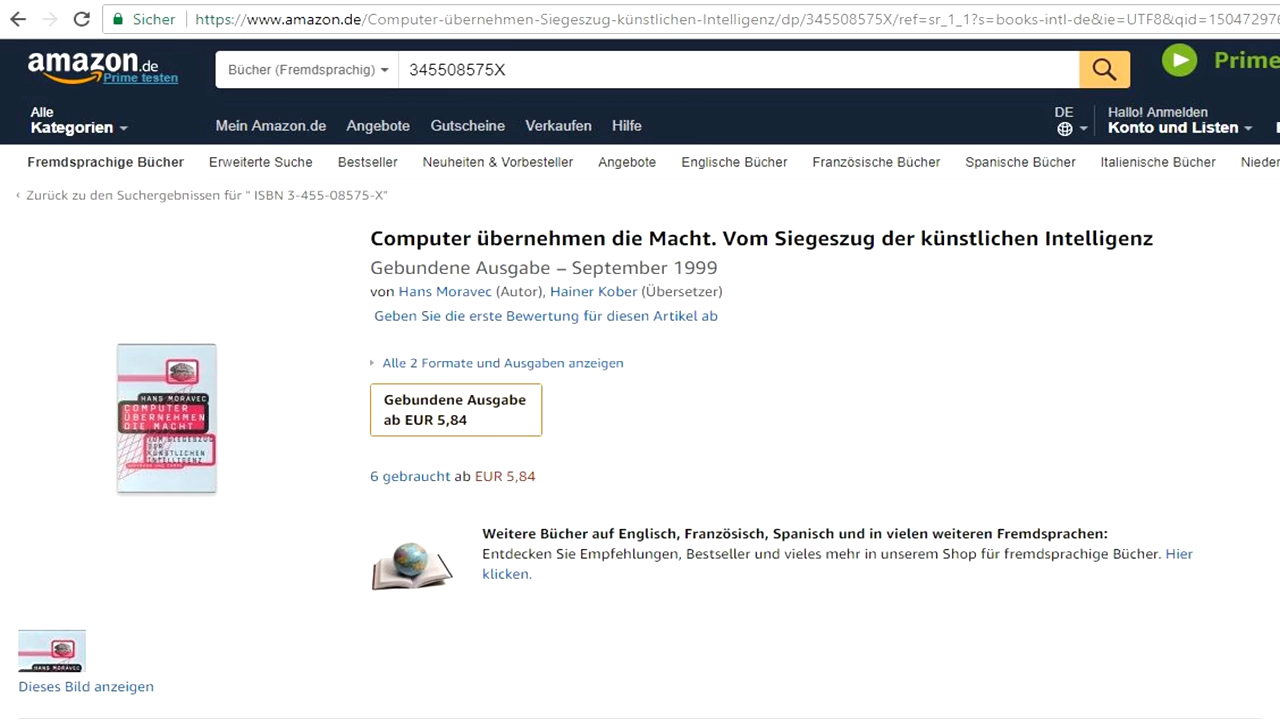 Sicher https://www.amazon.de/Computer-übernehmen-Siegeszug-künstlichen-Intelligenz/dp/345508575X/ref=sr_1_1?s=books-intl-de&ie=UTF8&qid=150472976
amazon.de
Prime testen
Bücher (Fremdsprachig) 345508575X
Prime
Alle
Kategorien
Mein Amazon.de Angebote Gutscheine Verkaufen Hilfe
DE
Hallo! Anmelden
Konto und Listen
Fremdsprachige Bücher Erweiterte Suche Bestseller Neuheiten & Vorbesteller Angebote Englische Bücher Französische Bücher Spanische Bücher Italienische Bücher Nieder
‹ Zurück zu den Suchergebnissen für " ISBN 3-455-08575-X"
Computer übernehmen die Macht. Vom Siegeszug der künstlichen Intelligenz
Gebundene Ausgabe – September 1999
von Hans Moravec (Autor), Hainer Kober (Übersetzer)
Geben Sie die erste Bewertung für diesen Artikel ab
Alle 2 Formate und Ausgaben anzeigen
Gebundene Ausgabe
ab EUR 5,84
6 gebraucht ab EUR 5,84
HANS MORAVEC
COMPUTER
ÜBERNEHMEN
DIE MACHT
VOM SIEGESZUG
DER
KÜNSTLICHEN
INTELLIGENZ
Weitere Bücher auf Englisch, Französisch, Spanisch und in vielen weiteren Fremdsprachen:
Entdecken Sie Empfehlungen, Bestseller und vieles mehr in unserem Shop für fremdsprachige Bücher. Hier
klicken.
HANS MORAVEC
Dieses Bild anzeigen